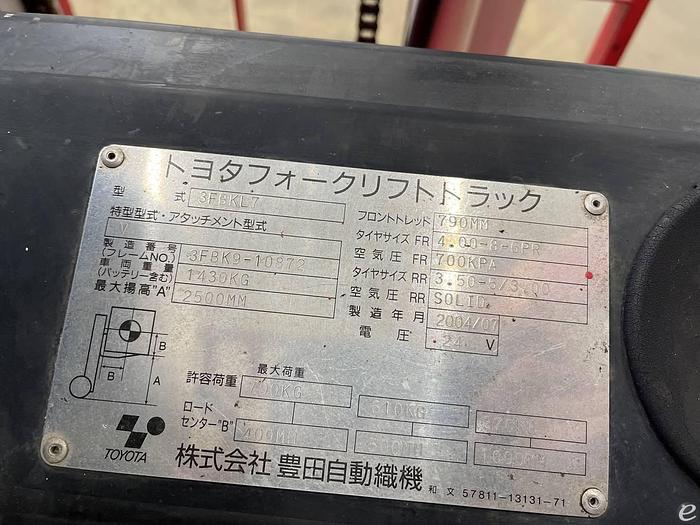 トヨタフォークリフトトラック
型 式 3FBKL7
特型型式・アタッチメント型式 V
製造番号 (フレームNO.) 3FBK9-10872
車両重量 (バッテリー含む) 1430KG
最大揚高"A" 2500MM
フロントトレッド 790MM
タイヤサイズ FR 4.00-8-6PR
空気圧 FR 700KPA
タイヤサイズ RR
空気圧 RR SOLID
製造年月 2004/07
電圧 24 V
B
B
A
最大荷重
許容荷重 610KG
ロードセンター"B" 400MM 500MM
TOYOTA
株式会社 豊田自動織機
和 文 57811-13131-71
e